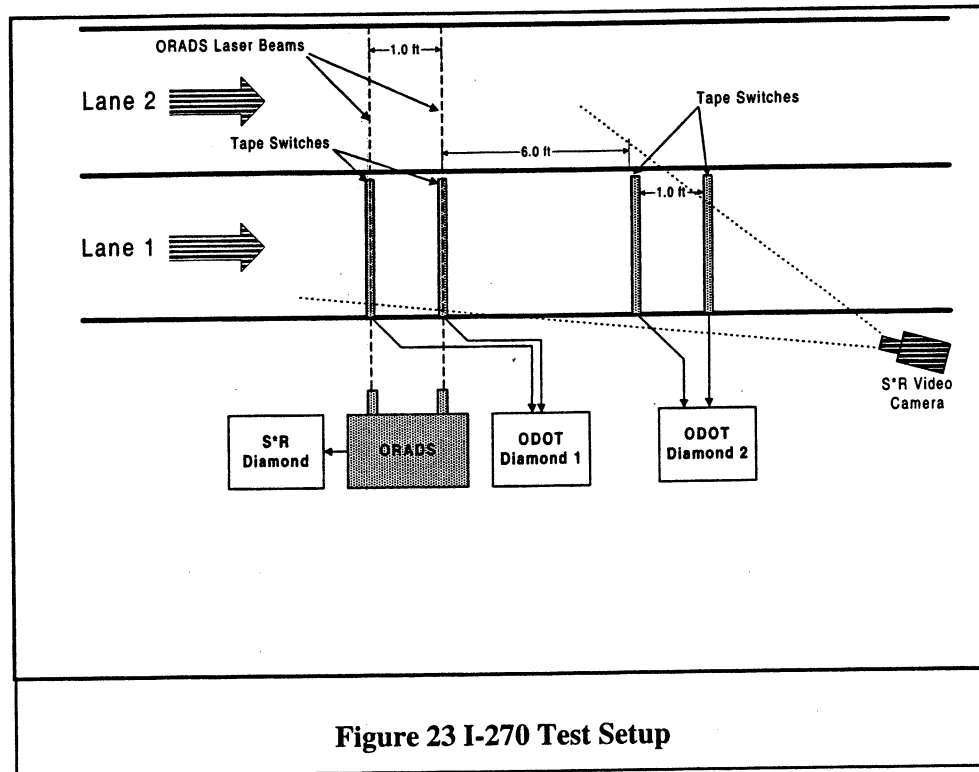 ORADS Laser Beams
1.0 ft
Lane 2
Tape Switches
Tape Switches
6.0 ft
1.0 ft
Lane 1
S*R Video
Camera
S*R
Diamond
ORADS
ODOT
Diamond 1
ODOT
Diamond 2
Figure 23 I-270 Test Setup